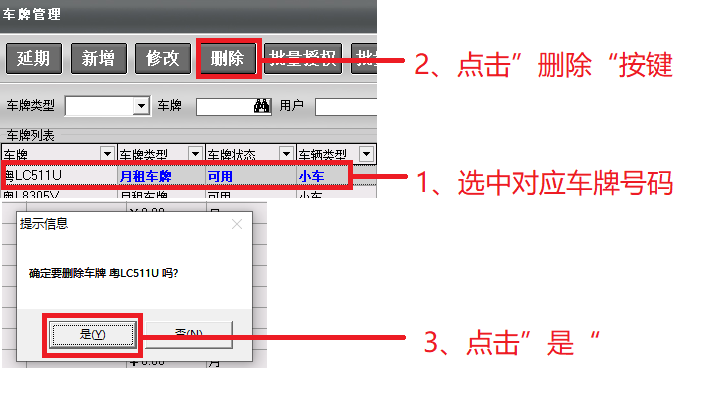 车牌管理
延期 新增 修改 删除 批量授权 批
2、点击”删除“按键
车牌类型 车牌 用户
车牌列表
车牌 车牌类型 车牌状态 车辆类型
粤LC511U 月租车牌 可用 小车
1、选中对应车牌号码
粤L8305V 月租车牌 可用 小车
提示信息
确定要删除车牌 粤LC511U 吗?
是(Y) 否(N)
3、点击”是“
月